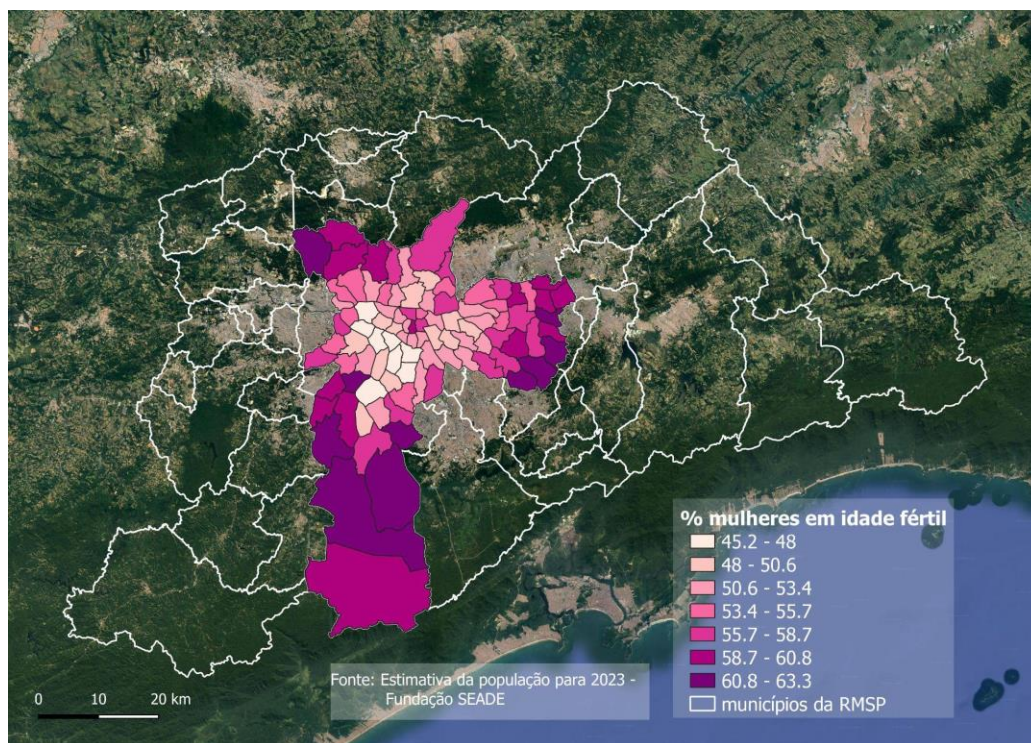 % mulheres em idade fértil
45.2 - 48
48 - 50.6
50.6 - 53.4
53.4 - 55.7
55.7 - 58.7
58.7 - 60.8
60.8 - 63.3
municípios da RMSP
Fonte: Estimativa da população para 2023 -
Fundação SEADE
0 10 20 km